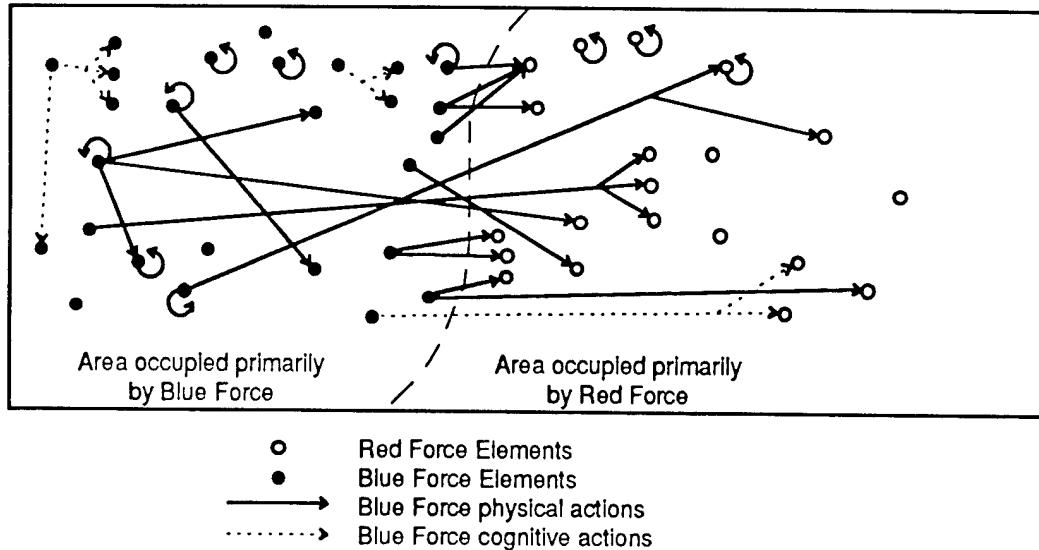 Area occupied primarily
by Blue Force
Area occupied primarily
by Red Force
Red Force Elements
Blue Force Elements
Blue Force physical actions
Blue Force cognitive actions